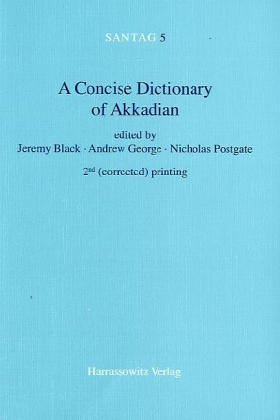 SANTAG 5
A Concise Dictionary
of Akkadian
edited by
Jeremy Black · Andrew George · Nicholas Postgate
2nd (corrected) printing
Harrassowitz Verlag